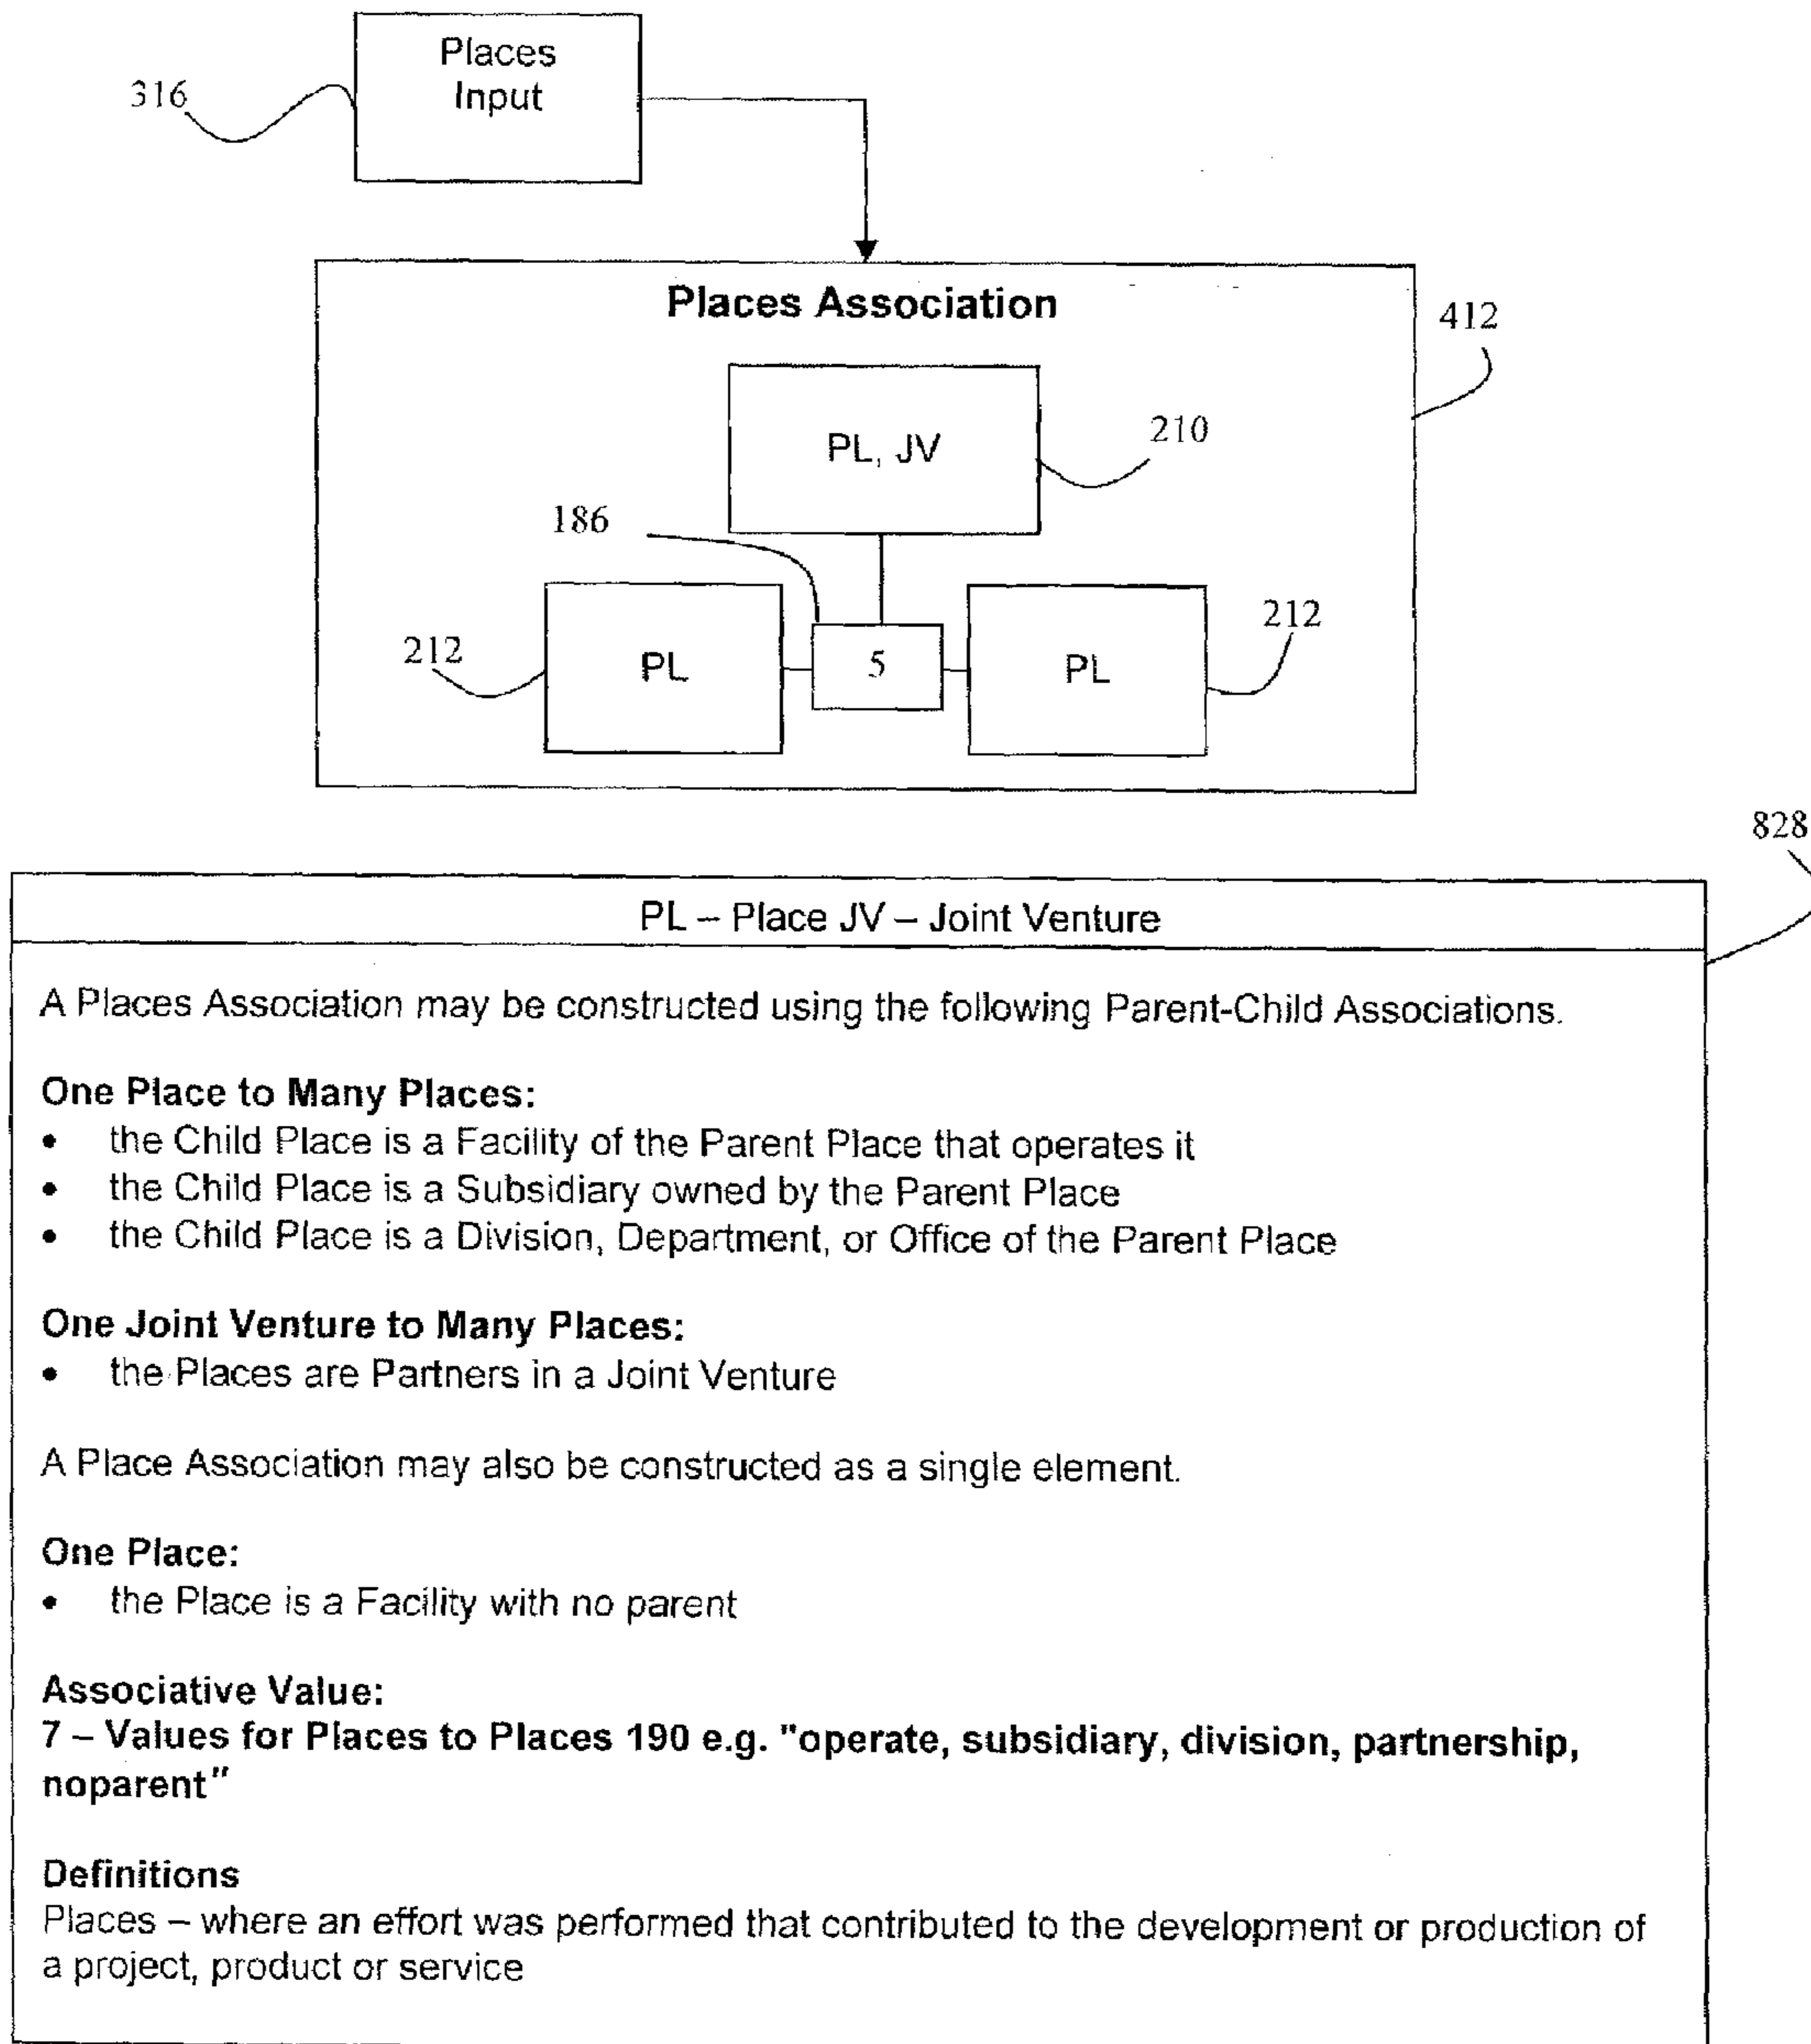 Places
Input
316
Places Association
412
PL, JV
210
186
212
PL
5
PL
212
828
PL – Place JV – Joint Venture
A Places Association may be constructed using the following Parent-Child Associations.
One Place to Many Places:
• the Child Place is a Facility of the Parent Place that operates it
• the Child Place is a Subsidiary owned by the Parent Place
• the Child Place is a Division, Department, or Office of the Parent Place
One Joint Venture to Many Places:
• the Places are Partners in a Joint Venture
A Place Association may also be constructed as a single element.
One Place:
• the Place is a Facility with no parent
Associative Value:
7 – Values for Places to Places 190 e.g. "operate, subsidiary, division, partnership,
noparent"
Definitions
Places – where an effort was performed that contributed to the development or production of
a project, product or service